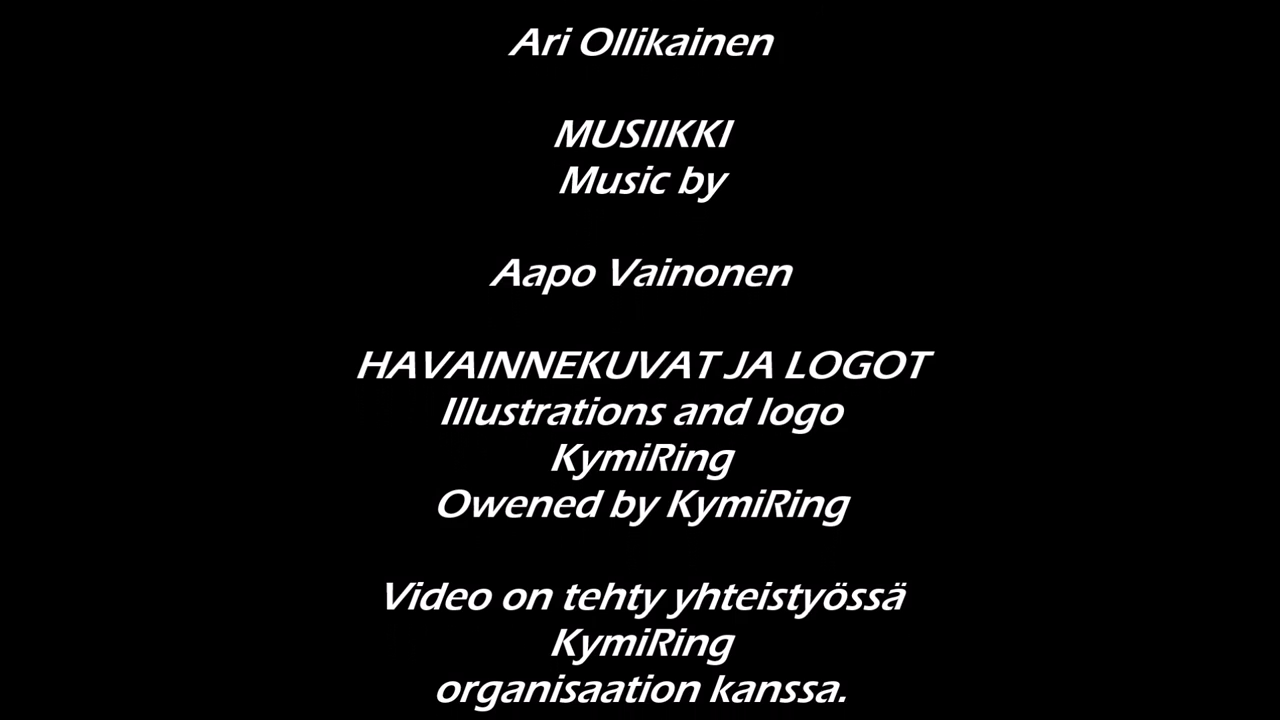 Ari Ollikainen
MUSIIKKI
Music by
Aapo Vainonen
HAVAINNEKUVAT JA LOGOT
Illustrations and logo
KymiRing
Owened by KymiRing
Video on tehty yhteistyössä
KymiRing
organisaation kanssa.